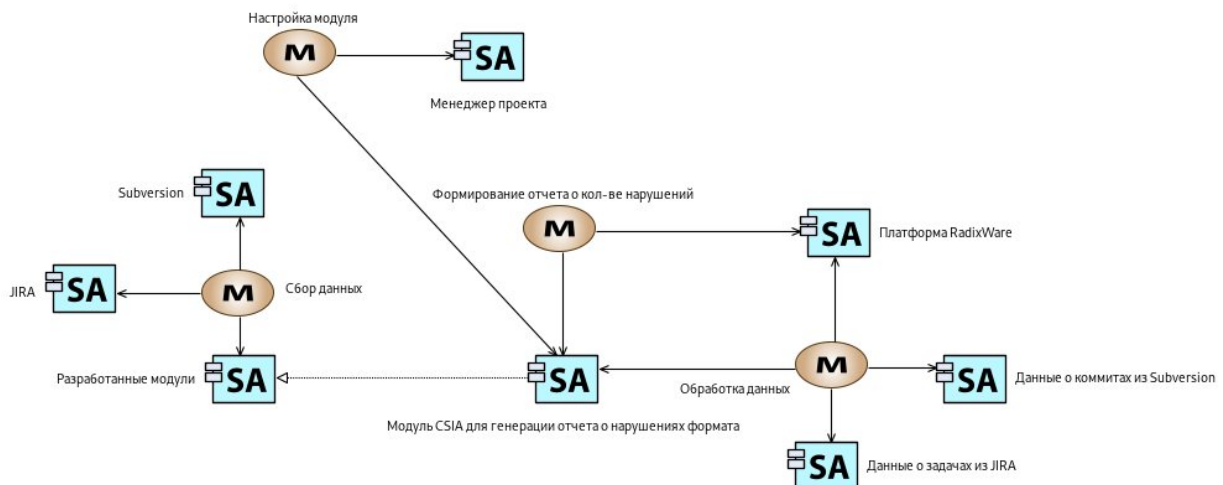 Настройка модуля
M
SA
Менеджер проекта
Subversion
SA
Формирование отчета о кол-ве нарушений
M
SA
Платформа RadixWare
JIRA
SA
M
Сбор данных
Разработанные модули
SA
SA
Обработка данных
M
SA
Данные о коммитах из Subversion
Модуль CSIA для генерации отчета о нарушениях формата
SA
Данные о задачах из JIRA